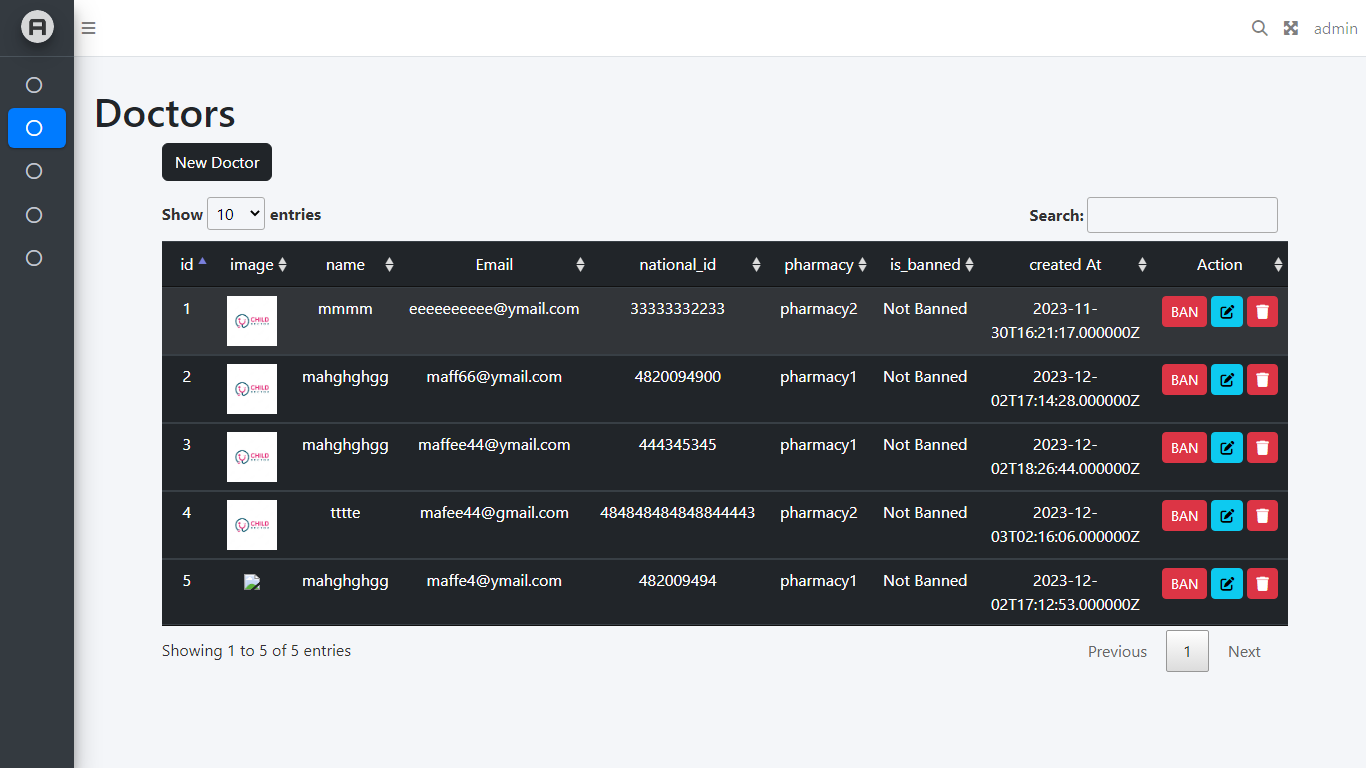 A
admin
Doctors
New Doctor
Show 10 entries
Search:
id image name Email national_id pharmacy is_banned created At Action
1 CHILD mmmm eeeeeeeeee@ymail.com 33333332233 pharmacy2 Not Banned 2023-11-
30T16:21:17.000000Z BAN
2 CHILD mahghghgg maff66@ymail.com 4820094900 pharmacy1 Not Banned 2023-12-
02T17:14:28.000000Z BAN
3 CHILD mahghghgg maffee44@ymail.com 444345345 pharmacy1 Not Banned 2023-12-
02T18:26:44.000000Z BAN
4 CHILD tttte mafee44@gmail.com 484848484848844443 pharmacy2 Not Banned 2023-12-
03T02:16:06.000000Z BAN
5 mahghghgg maffe4@ymail.com 482009494 pharmacy1 Not Banned 2023-12-
02T17:12:53.000000Z BAN
Showing 1 to 5 of 5 entries
Previous 1 Next